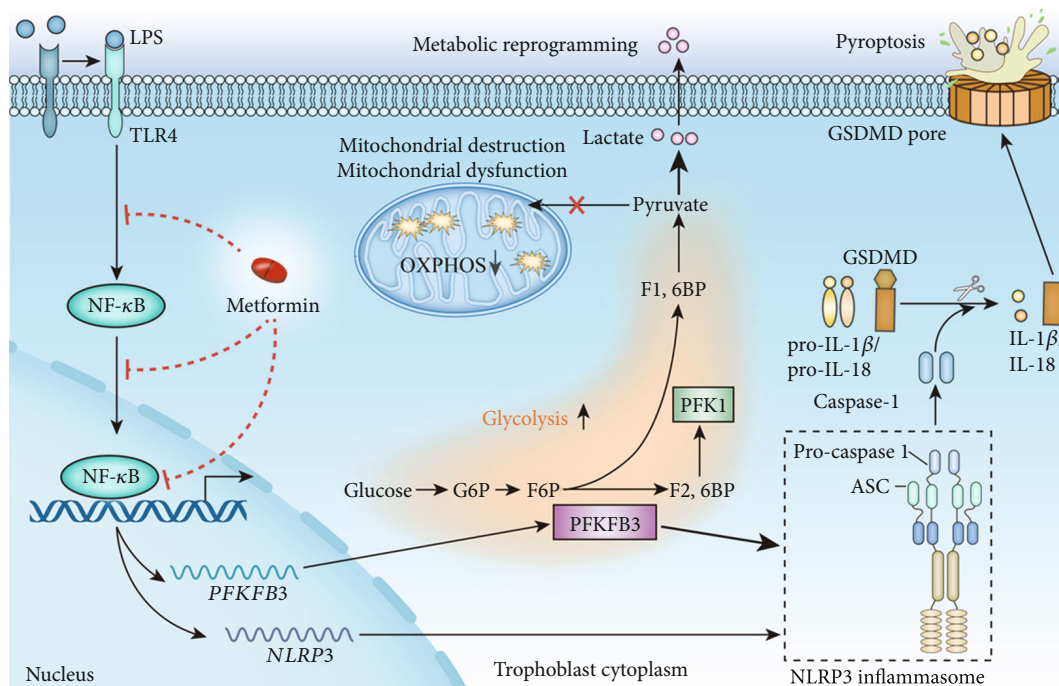 LPS
TLR4
Metabolic reprogramming
Lactate
Pyroptosis
GSDMD pore
Mitochondrial destruction
Mitochondrial dysfunction
OXPHOS
Pyruvate
NF-κB
Metformin
F1, 6BP
GSDMD
pro-IL-1β/
pro-IL-18
IL-1β
IL-18
Caspase-1
Glycolysis
PFK1
NF-κB
Glucose
G6P
F6P
F2, 6BP
PFKFB3
Pro-caspase 1
ASC
PFKFB3
NLRP3
Nucleus
Trophoblast cytoplasm
NLRP3 inflammasome